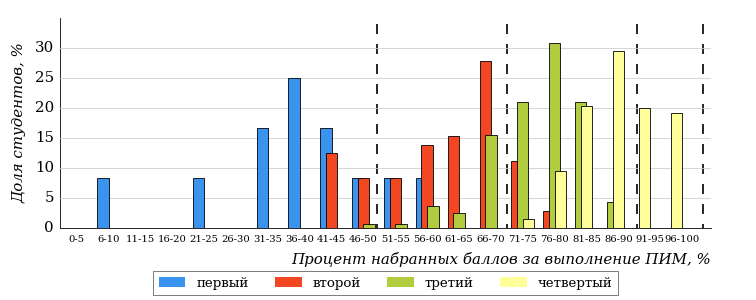 Доля студентов, %
30
25
20
15
10
5
0
0-5 6-10 11-15 16-20 21-25 26-30 31-35 36-40 41-45 46-50 51-55 56-60 61-65 66-70 71-75 76-80 81-85 86-90 91-95 96-100
Процент набранных баллов за выполнение ПИМ, %
первый второй третий четвертый